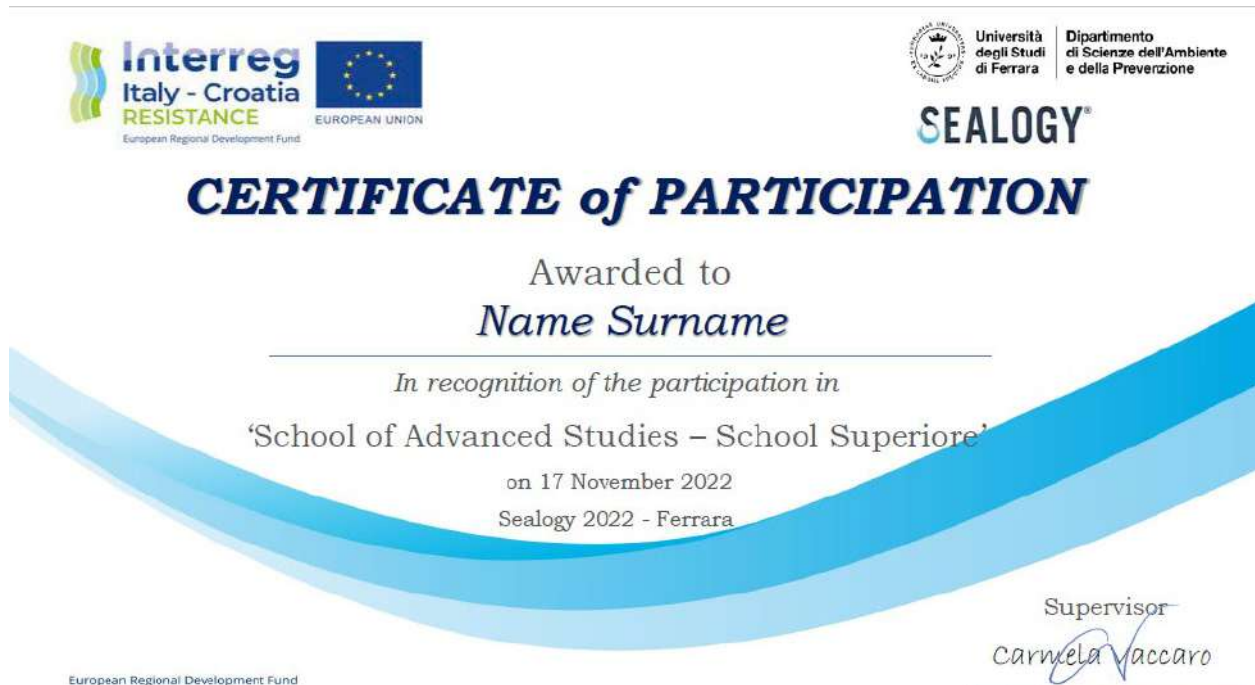 Interreg
Italy - Croatia
RESISTANCE
European Regional Development Fund
EUROPEAN UNION
Università
degli Studi
di Ferrara
Dipartimento
di Scienze dell'Ambiente
e della Prevenzione
SEALOGY®
CERTIFICATE of PARTICIPATION
Awarded to
Name Surname
In recognition of the participation in
‘School of Advanced Studies – School Superiore’
on 17 November 2022
Sealogy 2022 - Ferrara
Supervisor
Carmela Vaccaro
European Regional Development Fund